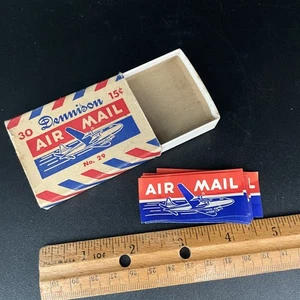 30 Dennison 15¢
AIR MAIL
No. 29
AIR MAIL
1 2 3 4 5